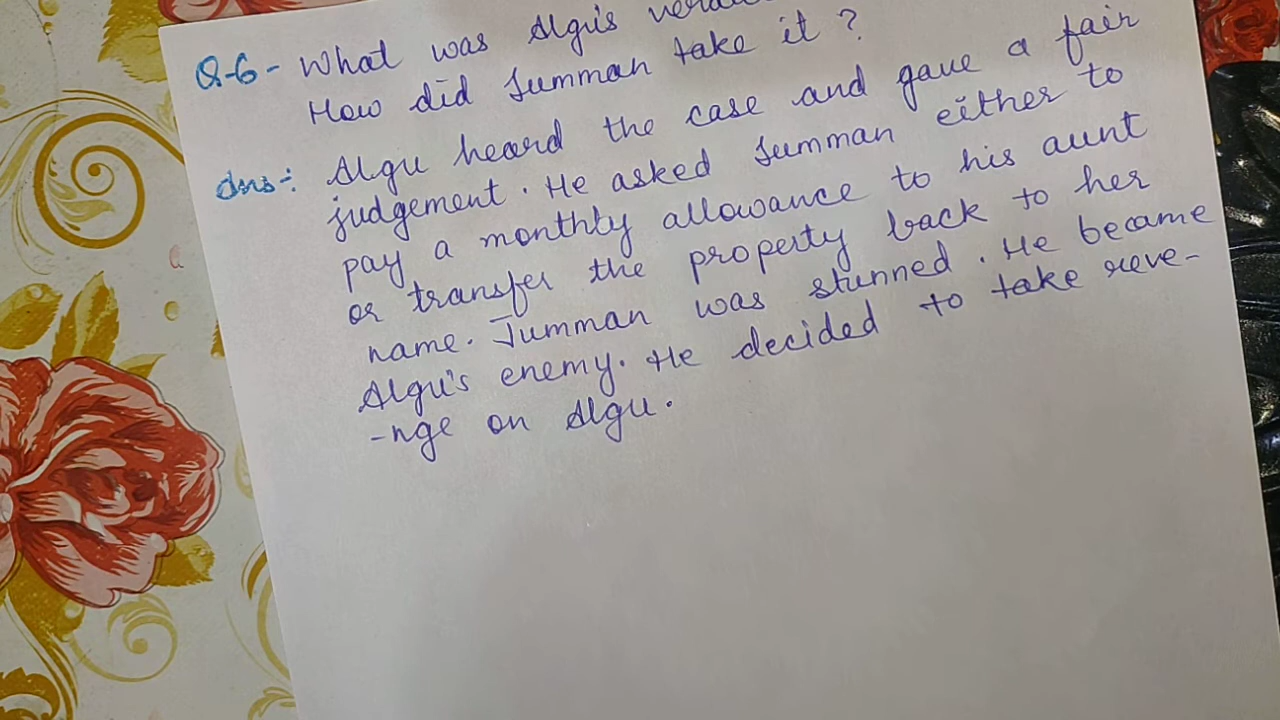 Q-6- What was Algu's
How did Jumman take it ?
Ans:- Algu heard the case and gave a fair
judgement. He asked Jumman either to
pay a monthly allowance to his aunt
or transfer the property back to her
name. Jumman was stunned. He became
Algu's enemy. He decided to take reve-
-nge on Algu.